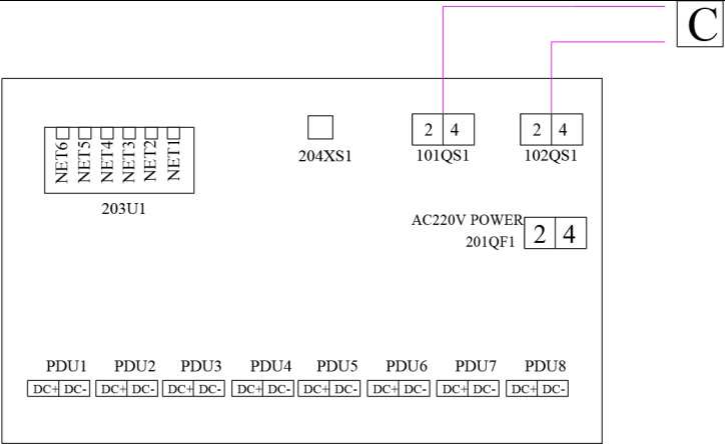 C
2 4
2 4
NET6
NET5
NET4
NET3
NET2
NET1
204XS1
101QS1
102QS1
203U1
AC220V POWER
201QF1
2 4
PDU1 PDU2 PDU3 PDU4 PDU5 PDU6 PDU7 PDU8
DC+ DC- DC+ DC- DC+ DC- DC+ DC- DC+ DC- DC+ DC- DC+ DC- DC+ DC-